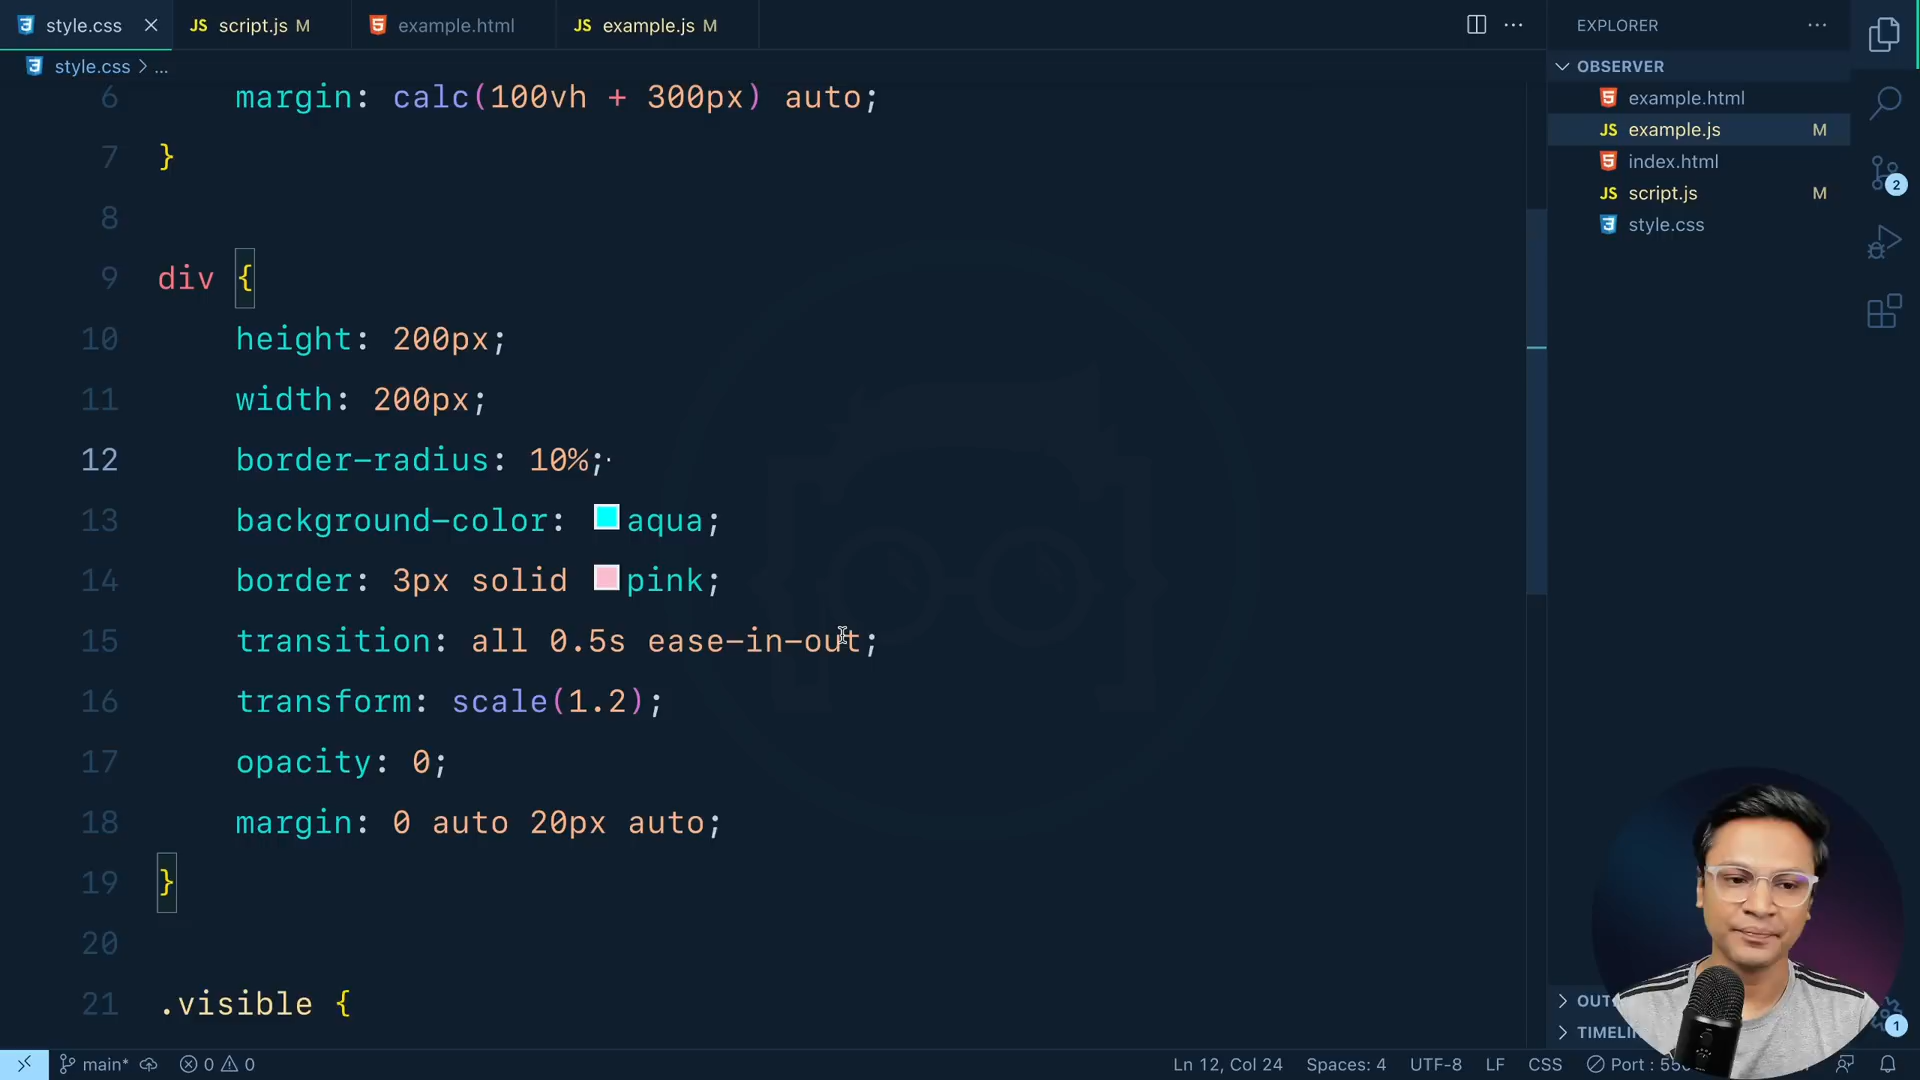 style.css
JS script.js M
example.html
JS example.js M
style.css > ...
6 margin: calc(100vh + 300px) auto;
7 }
8
9 div {
10 height: 200px;
11 width: 200px;
12 border-radius: 10%;
13 background-color: aqua;
14 border: 3px solid pink;
15 transition: all 0.5s ease-in-out;
16 transform: scale(1.2);
17 opacity: 0;
18 margin: 0 auto 20px auto;
19 }
20
21 .visible {
EXPLORER
OBSERVER
example.html
JS example.js M
index.html
JS script.js M
style.css
2
1
main* 0 0
Ln 12, Col 24
Spaces: 4
UTF-8
LF
CSS
Port :